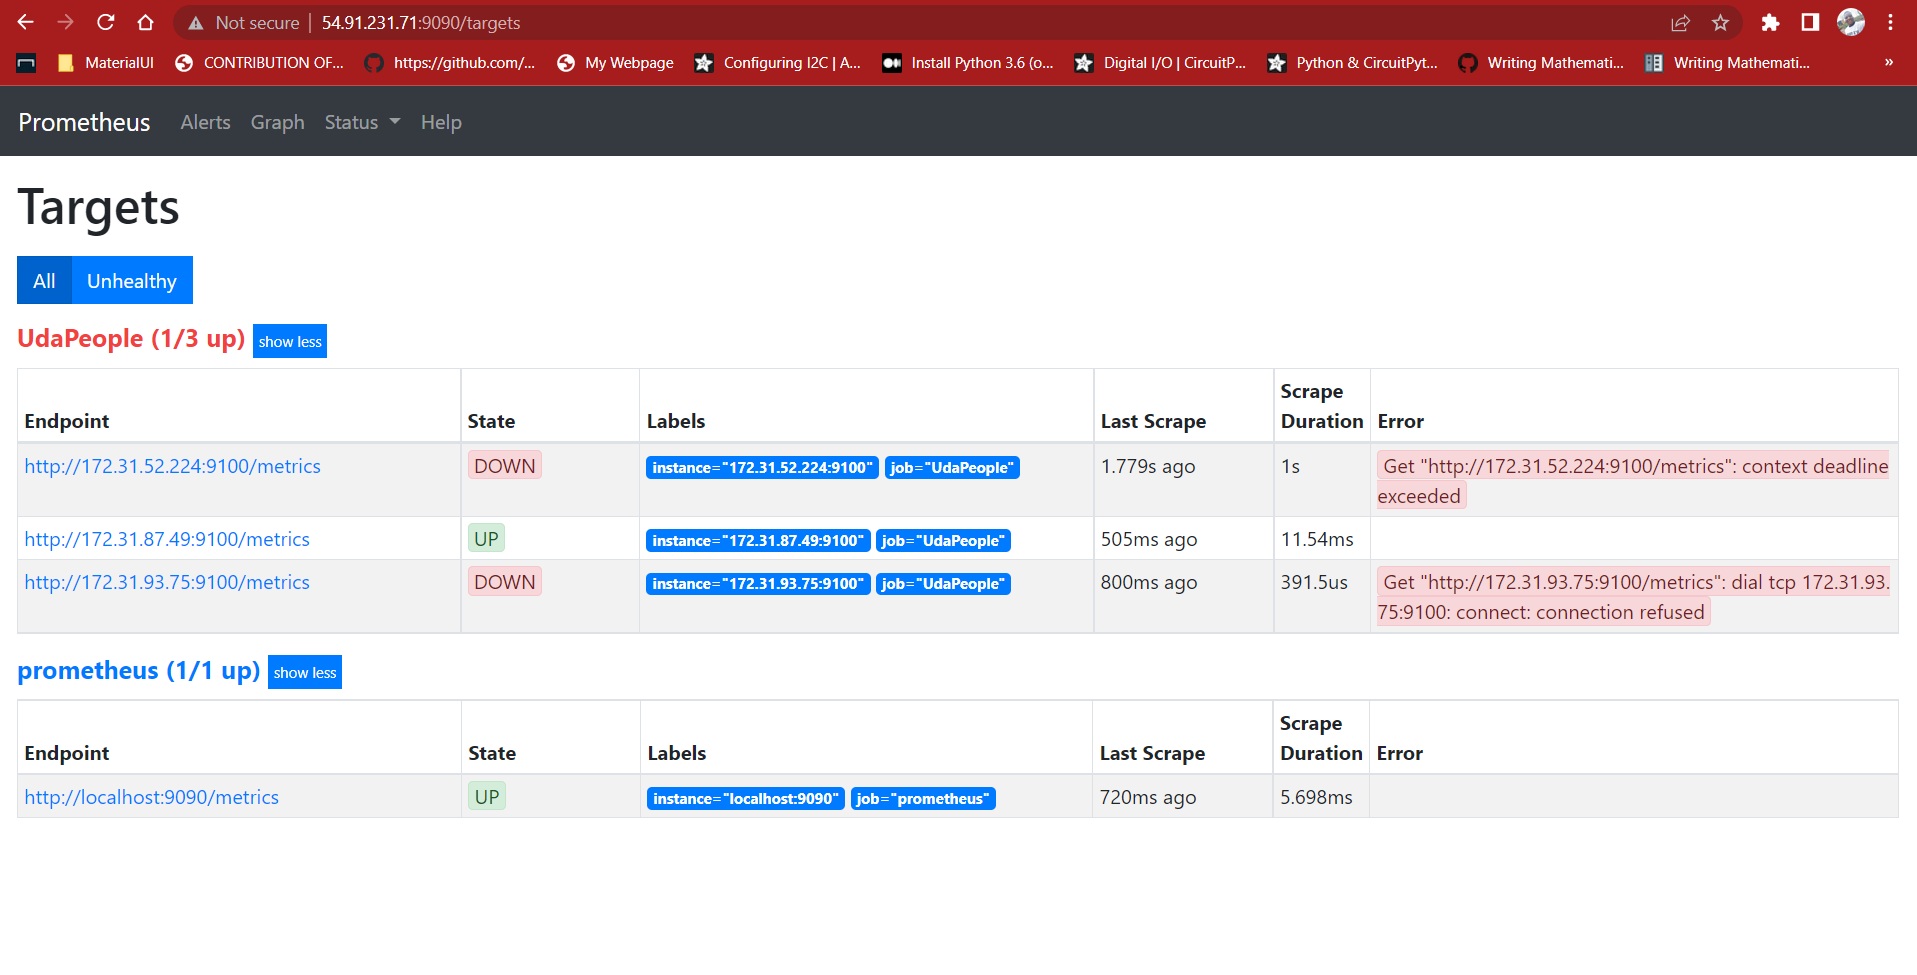 Not secure | 54.91.231.71:9090/targets
MaterialUI CONTRIBUTION OF... https://github.com/... My Webpage Configuring I2C | A... Install Python 3.6 (o... Digital I/O | CircuitP... Python & CircuitPyt... Writing Mathemati... Writing Mathemati... »
Prometheus Alerts Graph Status Help
Targets
All Unhealthy
UdaPeople (1/3 up) show less
Scrape
Endpoint State Labels Last Scrape Duration Error
http://172.31.52.224:9100/metrics DOWN instance="172.31.52.224:9100" job="UdaPeople" 1.779s ago 1s Get "http://172.31.52.224:9100/metrics": context deadline
exceeded
http://172.31.87.49:9100/metrics UP instance="172.31.87.49:9100" job="UdaPeople" 505ms ago 11.54ms
http://172.31.93.75:9100/metrics DOWN instance="172.31.93.75:9100" job="UdaPeople" 800ms ago 391.5us Get "http://172.31.93.75:9100/metrics": dial tcp 172.31.93.
75:9100: connect: connection refused
prometheus (1/1 up) show less
Scrape
Endpoint State Labels Last Scrape Duration Error
http://localhost:9090/metrics UP instance="localhost:9090" job="prometheus" 720ms ago 5.698ms